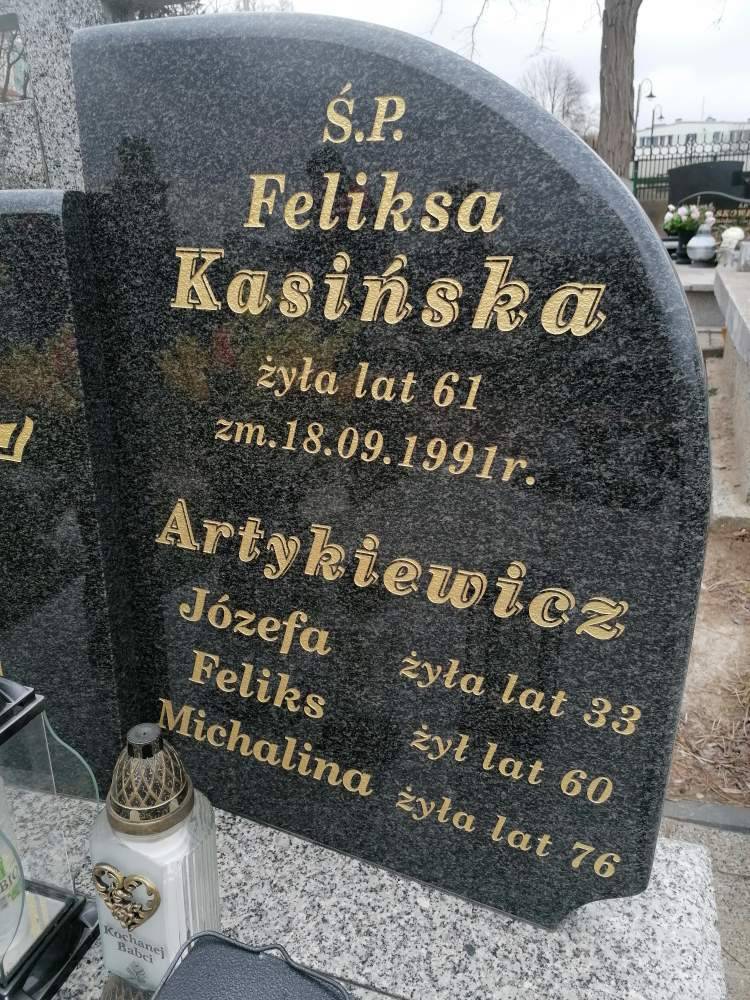 Ś.P.
Feliksa
Kasińska
żyła lat 61
zm.18.09.1991r.
Artykiewicz
Józefa żyła lat 33
Feliks żył lat 60
Michalina żyła lat 76
Kochanej
Babci